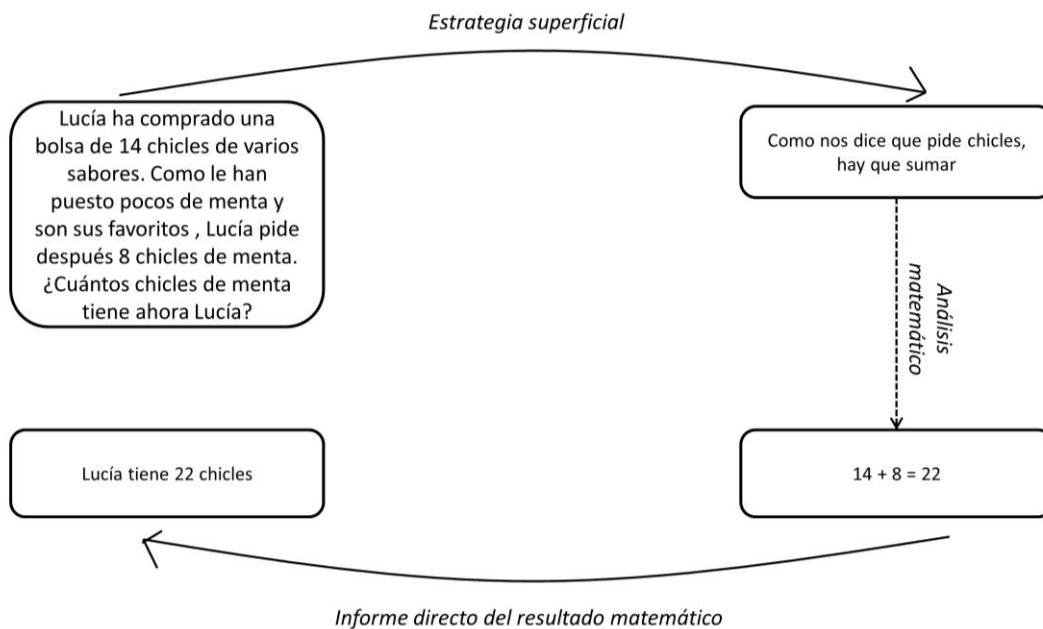 Estrategia superficial
Lucía ha comprado una
bolsa de 14 chicles de varios
sabores. Como le han
puesto pocos de menta y
son sus favoritos , Lucía pide
después 8 chicles de menta.
¿Cuántos chicles de menta
tiene ahora Lucía?
Como nos dice que pide chicles,
hay que sumar
Análisis
matemático
14 + 8 = 22
Lucía tiene 22 chicles
Informe directo del resultado matemático